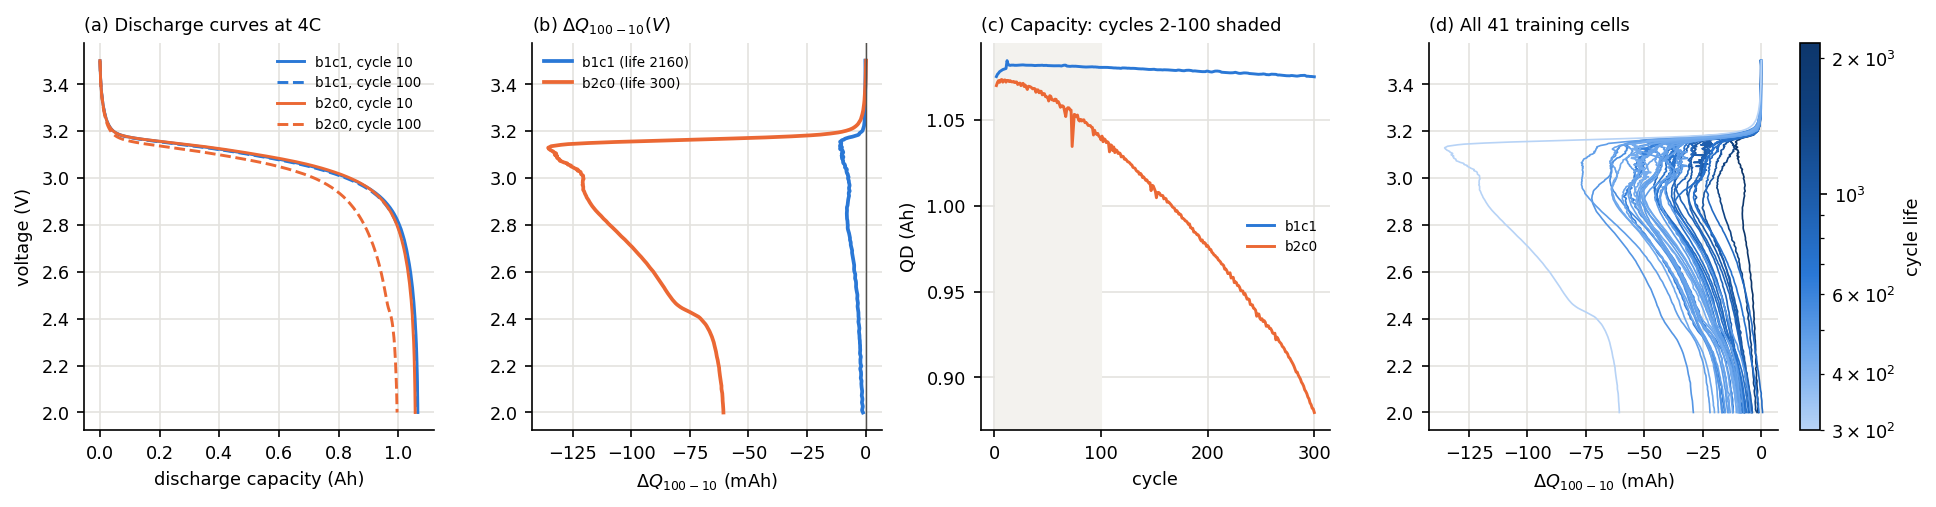 (a) Discharge curves at 4C
b1c1, cycle 10
b1c1, cycle 100
b2c0, cycle 10
b2c0, cycle 100
voltage (V)
3.4
3.2
3.0
2.8
2.6
2.4
2.2
2.0
0.0 0.2 0.4 0.6 0.8 1.0
discharge capacity (Ah)
(b) ΔQ₁₀₀₋₁₀(V)
b1c1 (life 2160)
b2c0 (life 300)
3.4
3.2
3.0
2.8
2.6
2.4
2.2
2.0
−125 −100 −75 −50 −25 0
ΔQ₁₀₀₋₁₀ (mAh)
(c) Capacity: cycles 2-100 shaded
b1c1
b2c0
QD (Ah)
1.05
1.00
0.95
0.90
0 100 200 300
cycle
(d) All 41 training cells
3.4
3.2
3.0
2.8
2.6
2.4
2.2
2.0
−125 −100 −75 −50 −25 0
ΔQ₁₀₀₋₁₀ (mAh)
2 × 10³
10³
6 × 10²
4 × 10²
3 × 10²
cycle life